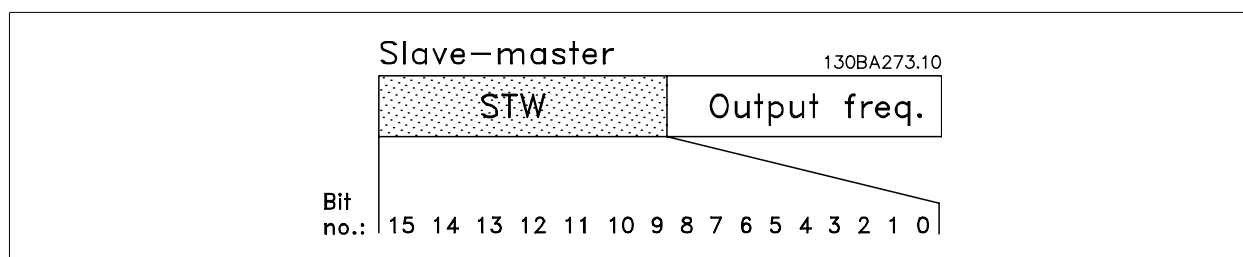 Slave-master 130BA273.10
STW Output freq.
Bit
no.: 15 14 13 12 11 10 9 8 7 6 5 4 3 2 1 0